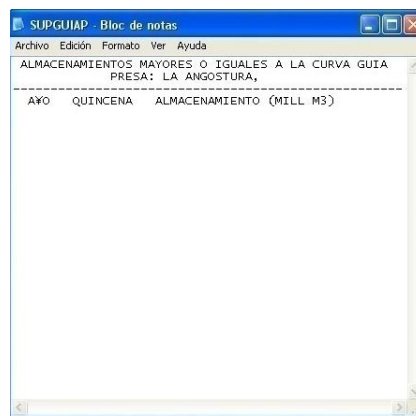 SUPGUIAP - Bloc de notas
Archivo Edición Formato Ver Ayuda
ALMACENAMIENTOS MAYORES O IGUALES A LA CURVA GUIA
PRESA: LA ANGOSTURA,
--------------------------------------------------
A¥O QUINCENA ALMACENAMIENTO (MILL M3)